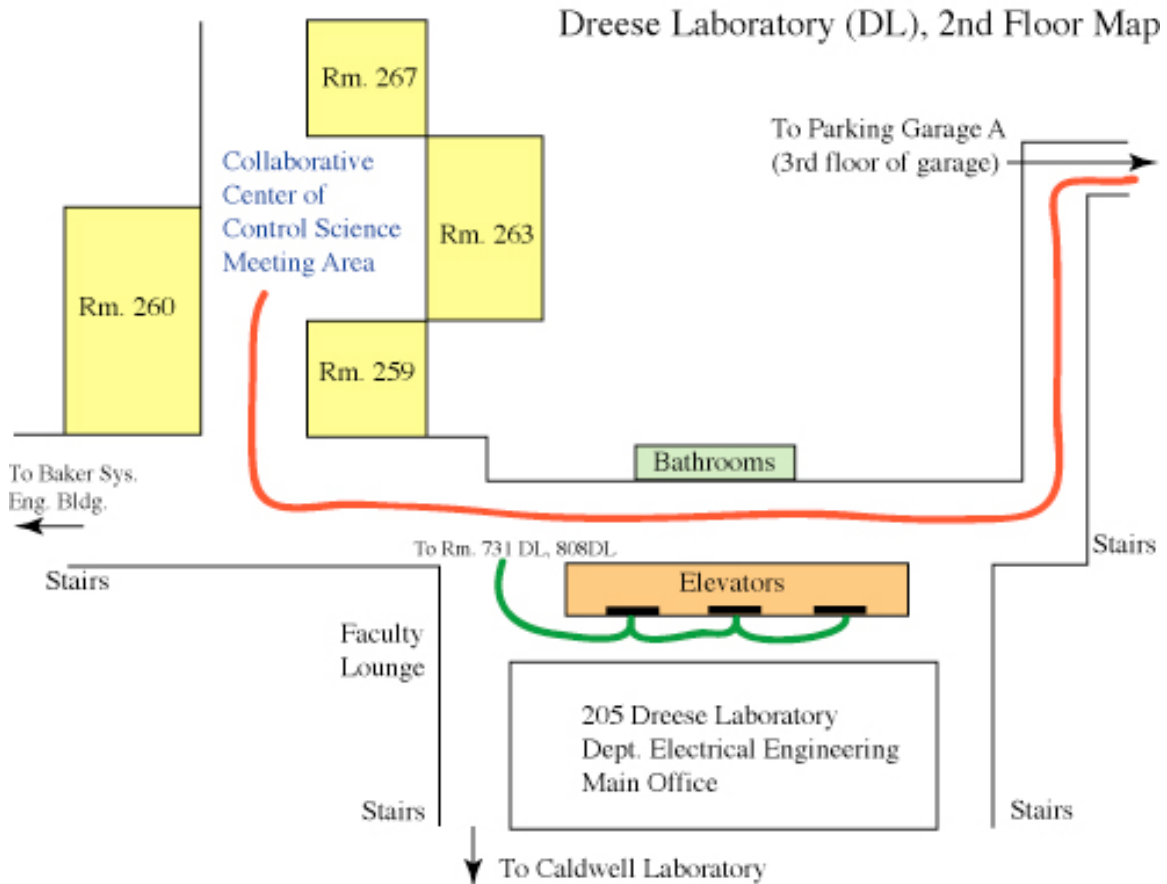 Dreese Laboratory (DL), 2nd Floor Map
Rm. 267
To Parking Garage A
(3rd floor of garage)
Collaborative
Center of
Control Science
Meeting Area
Rm. 263
Rm. 260
Rm. 259
Bathrooms
To Baker Sys.
Eng. Bldg.
To Rm. 731 DL, 808DL
Stairs
Stairs
Elevators
Faculty
Lounge
205 Dreese Laboratory
Dept. Electrical Engineering
Main Office
Stairs
Stairs
To Caldwell Laboratory